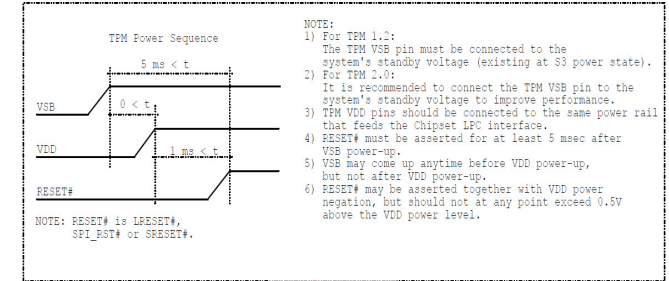 TPM Power Sequence
5 ms < t
VSB
0 < t
VDD
1 ms < t
RESET#
NOTE: RESET# is LRESET#,
SPI_RST# or SRESET#.
NOTE:
1) For TPM 1.2:
The TPM VSB pin must be connected to the
system's standby voltage (existing at S3 power state).
2) For TPM 2.0:
It is recommended to connect the TPM VSB pin to the
system's standby voltage to improve performance.
3) TPM VDD pins should be connected to the same power rail
that feeds the Chipset LPC interface.
4) RESET# must be asserted for at least 5 msec after
VSB power-up.
5) VSB may come up anytime before VDD power-up,
but not after VDD power-up.
6) RESET# may be asserted together with VDD power
negation, but should not at any point exceed 0.5V
above the VDD power level.